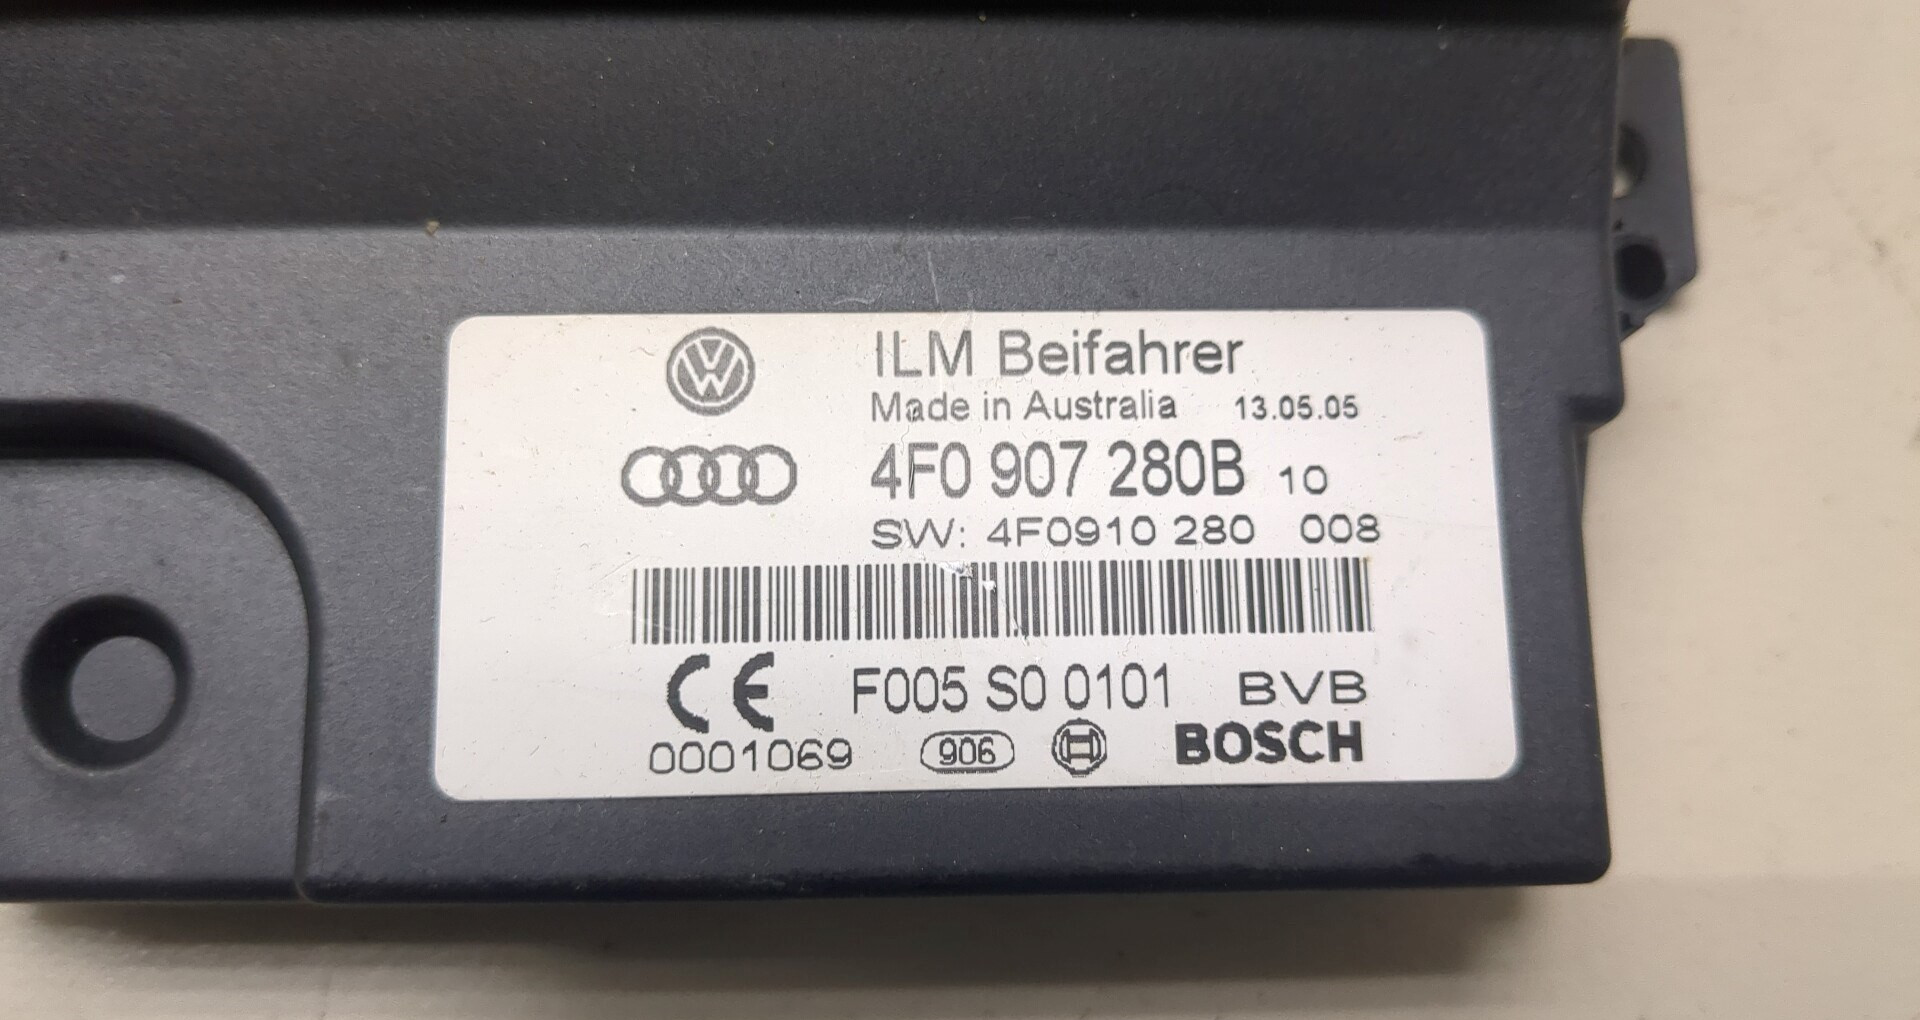 ILM Beifahrer
Made in Australia 13.05.05
4F0 907 280B 10
SW: 4F0910 280 008
CE F005 S0 0101 BVB
0001069 906 BOSCH